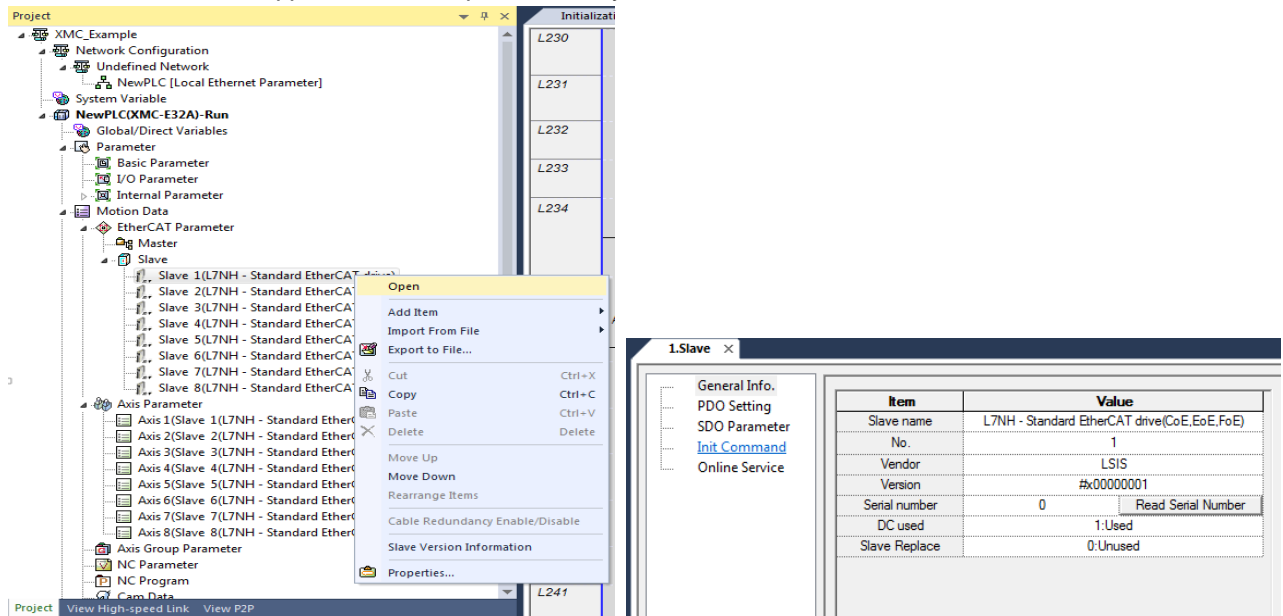 Project
XMC_Example
Network Configuration
Undefined Network
NewPLC [Local Ethernet Parameter]
System Variable
NewPLC(XMC-E32A)-Run
Global/Direct Variables
Parameter
Basic Parameter
I/O Parameter
Internal Parameter
Motion Data
EtherCAT Parameter
Master
Slave
Slave 1(L7NH - Standard EtherCAT drive)
Slave 2(L7NH - Standard EtherCA
Slave 3(L7NH - Standard EtherCA
Slave 4(L7NH - Standard EtherCA
Slave 5(L7NH - Standard EtherCA
Slave 6(L7NH - Standard EtherCA
Slave 7(L7NH - Standard EtherCA
Slave 8(L7NH - Standard EtherCA
Axis Parameter
Axis 1(Slave 1(L7NH - Standard Ether
Axis 2(Slave 2(L7NH - Standard Ether
Axis 3(Slave 3(L7NH - Standard Ether
Axis 4(Slave 4(L7NH - Standard Ether
Axis 5(Slave 5(L7NH - Standard Ether
Axis 6(Slave 6(L7NH - Standard Ether
Axis 7(Slave 7(L7NH - Standard Ether
Axis 8(Slave 8(L7NH - Standard Ether
Axis Group Parameter
NC Parameter
NC Program
Cam Data
Project View High-speed Link View P2P
Open
Add Item
Import From File
Export to File...
Cut Ctrl+X
Copy Ctrl+C
Paste Ctrl+V
Delete Delete
Move Up
Move Down
Rearrange Items
Cable Redundancy Enable/Disable
Slave Version Information
Properties...
Initializati
L230
L231
L232
L233
L234
L241
1.Slave
General Info.
PDO Setting
SDO Parameter
Init Command
Online Service
Item Value
Slave name L7NH - Standard EtherCAT drive(CoE,EoE,FoE)
No. 1
Vendor LSIS
Version #x00000001
Serial number 0 Read Serial Number
DC used 1:Used
Slave Replace 0:Unused